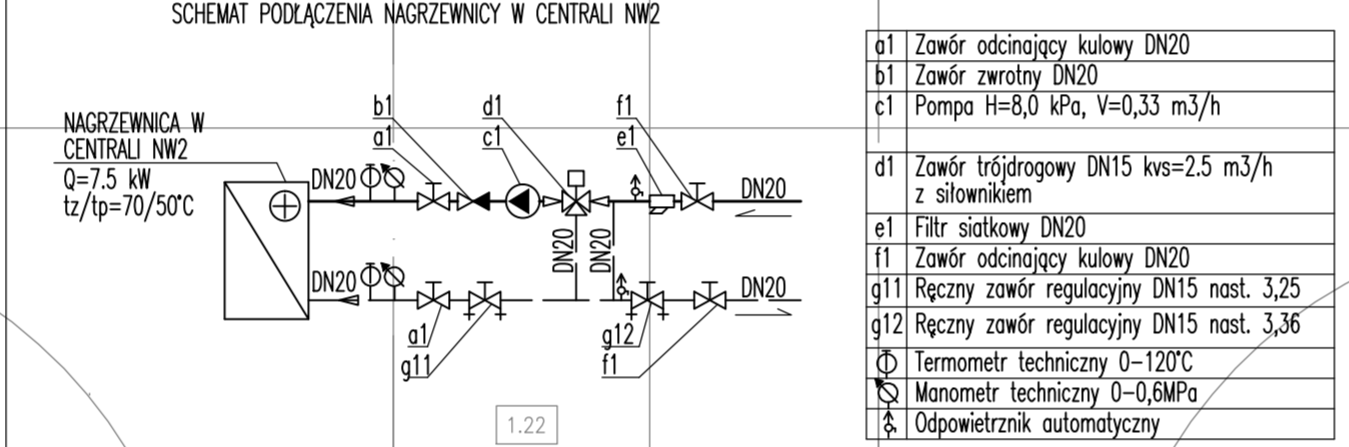 SCHEMAT PODŁĄCZENIA NAGRZEWNICY W CENTRALI NW2
NAGRZEWNICA W
CENTRALI NW2
Q=7.5 kW
tz/tp=70/50°C
b1
a1
d1
c1
f1
e1
DN20
DN20
DN20
DN20
DN20
DN20
a1
g11
g12
f1
1.22
a1 Zawór odcinający kulowy DN20
b1 Zawór zwrotny DN20
c1 Pompa H=8,0 kPa, V=0,33 m3/h
d1 Zawór trójdrogowy DN15 kvs=2.5 m3/h
z siłownikiem
e1 Filtr siatkowy DN20
f1 Zawór odcinający kulowy DN20
g11 Ręczny zawór regulacyjny DN15 nast. 3,25
g12 Ręczny zawór regulacyjny DN15 nast. 3,36
Termometr techniczny 0-120°C
Manometr techniczny 0-0,6MPa
Odpowietrznik automatyczny